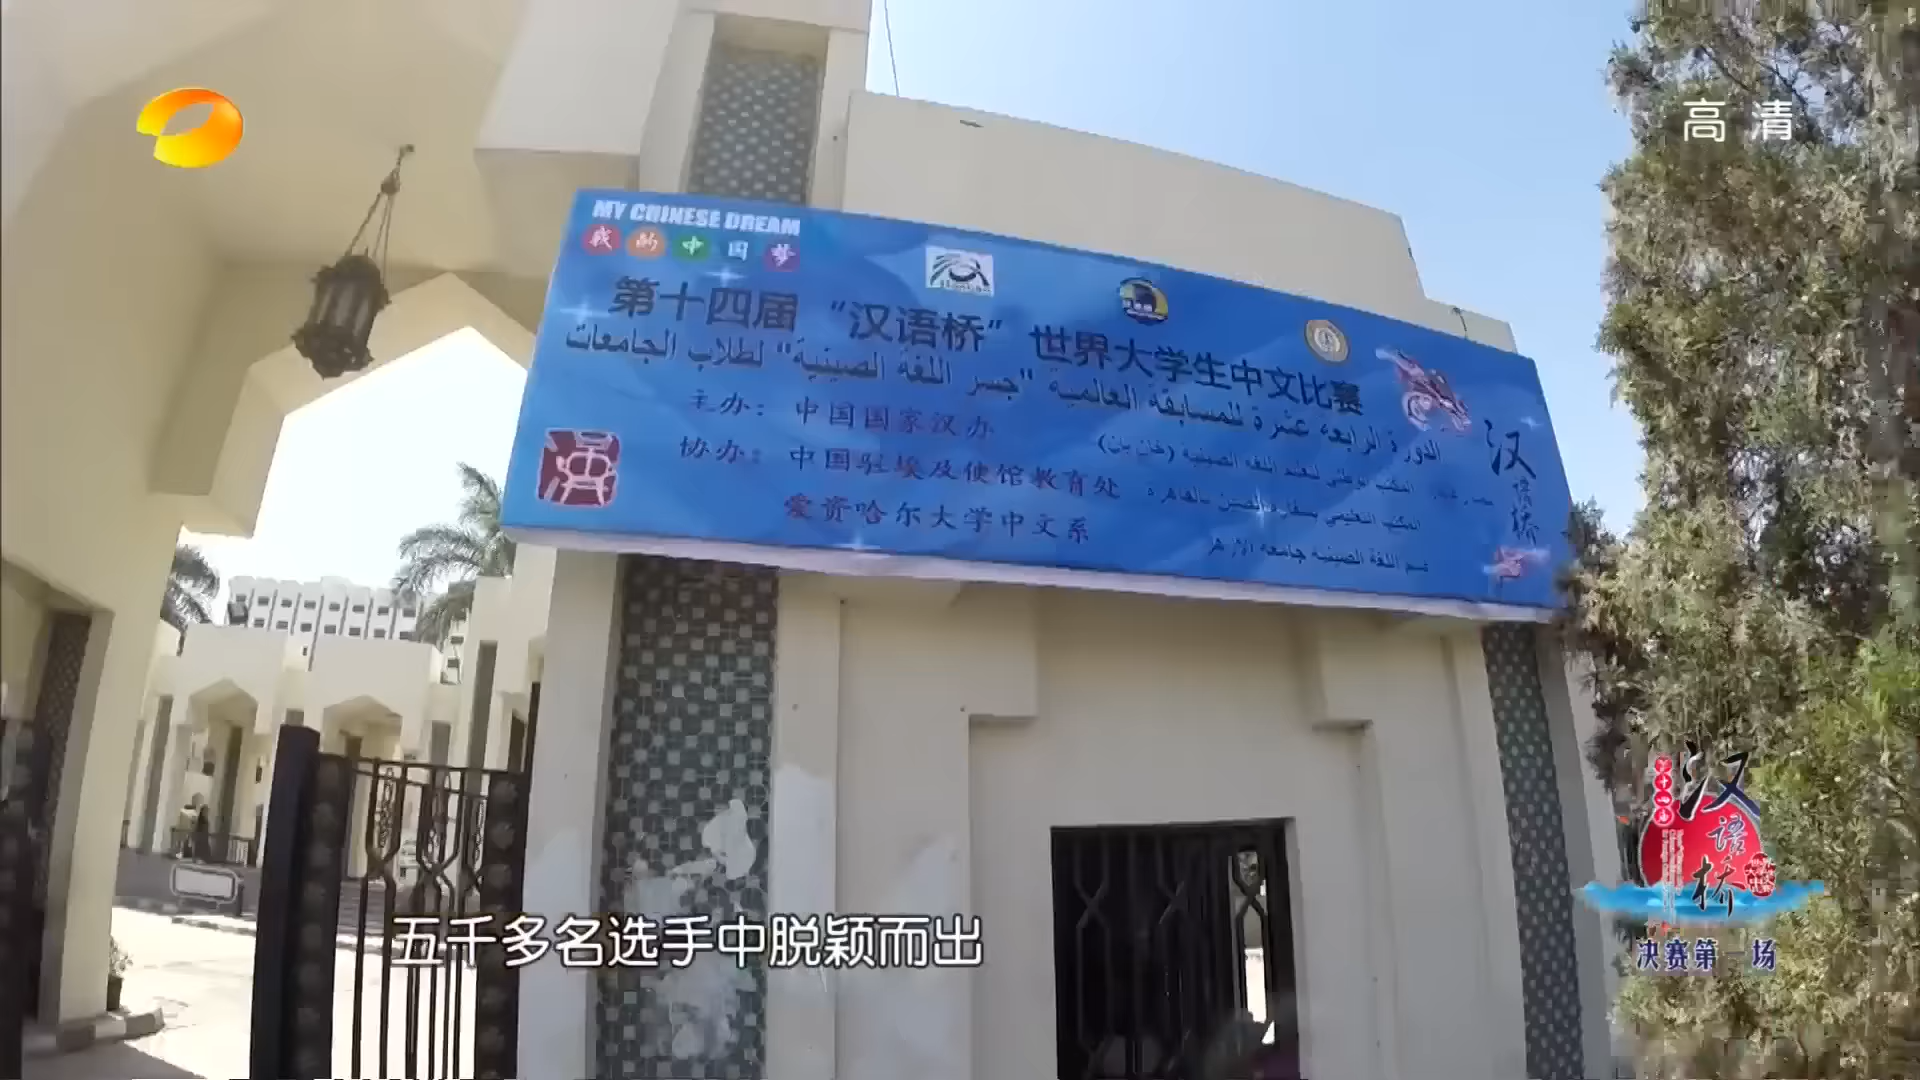 高清
MY CHINESE DREAM
我的中国梦
第十四届“汉语桥”世界大学生中文比赛
الدورة الرابعة عشرة للمسابقة العالمية "جسر اللغة الصينية" لطلاب الجامعات
主办：中国国家汉办
协办：中国驻埃及使馆教育处
爱资哈尔大学中文系
قسم اللغة الصينية جامعة الأزهر
汉语桥
汉语桥
决赛第一场
五千多名选手中脱颖而出